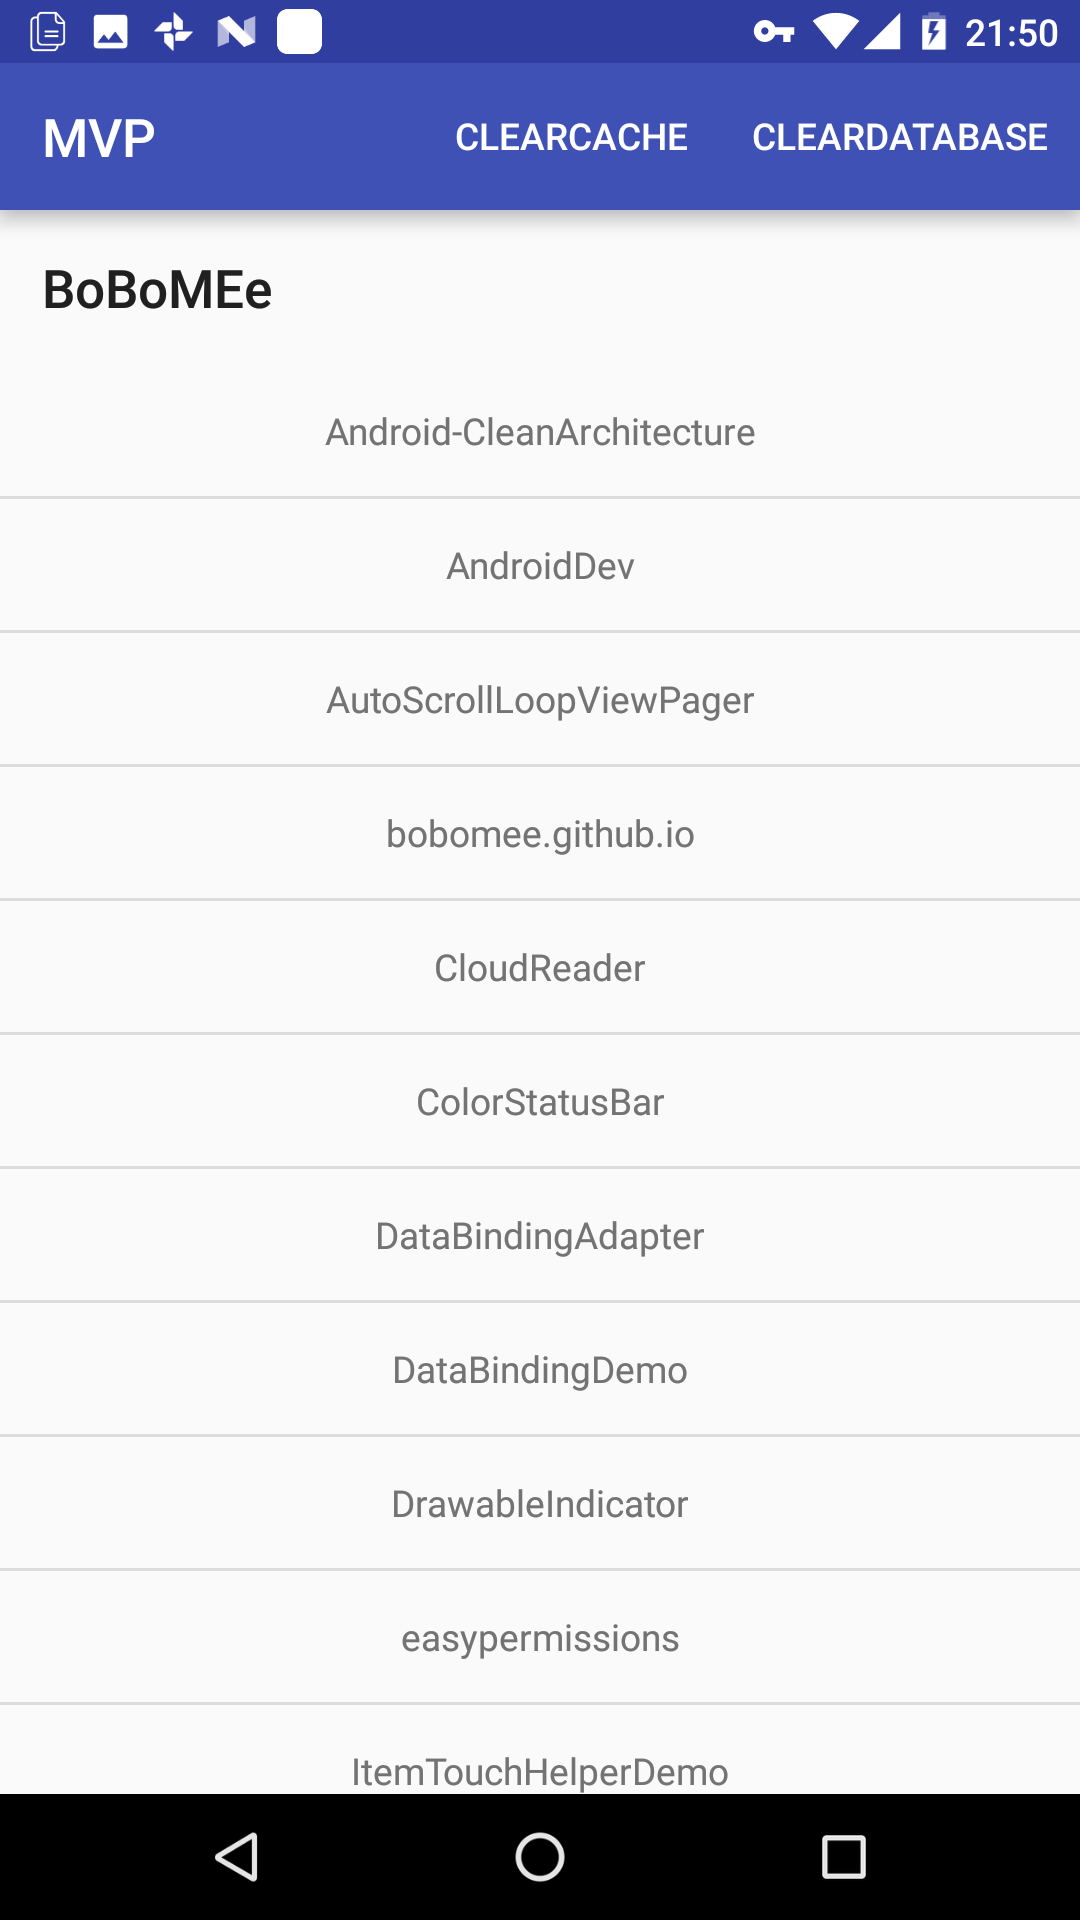 21:50
MVP CLEARCACHE CLEARDATABASE
BoBoMEe
Android-CleanArchitecture
AndroidDev
AutoScrollLoopViewPager
bobomee.github.io
CloudReader
ColorStatusBar
DataBindingAdapter
DataBindingDemo
DrawableIndicator
easypermissions
ItemTouchHelperDemo